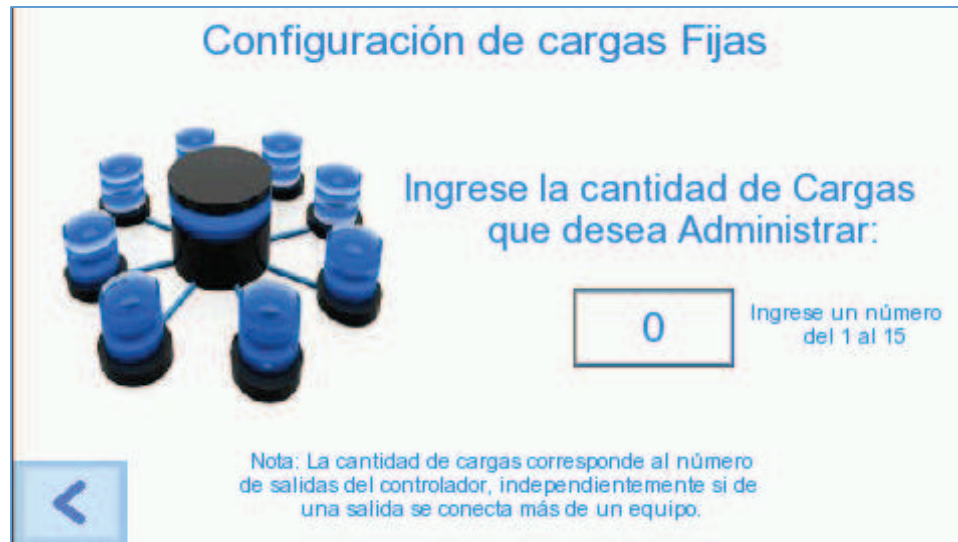 Configuración de cargas Fijas
Ingrese la cantidad de Cargas
que desea Administrar:
0
Ingrese un número
del 1 al 15
Nota: La cantidad de cargas corresponde al número
de salidas del controlador, independientemente si de
una salida se conecta más de un equipo.